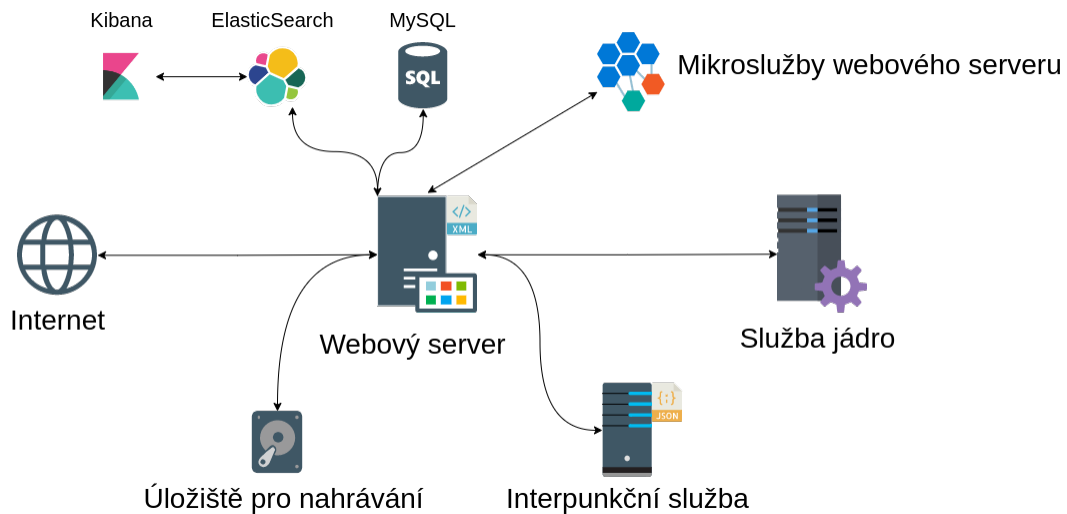 Kibana
ElasticSearch
MySQL
SQL
Mikroslužby webového serveru
</>
XML
Internet
Webový server
Služba jádro
{;}
JSON
Úložiště pro nahrávání
Interpunkční služba